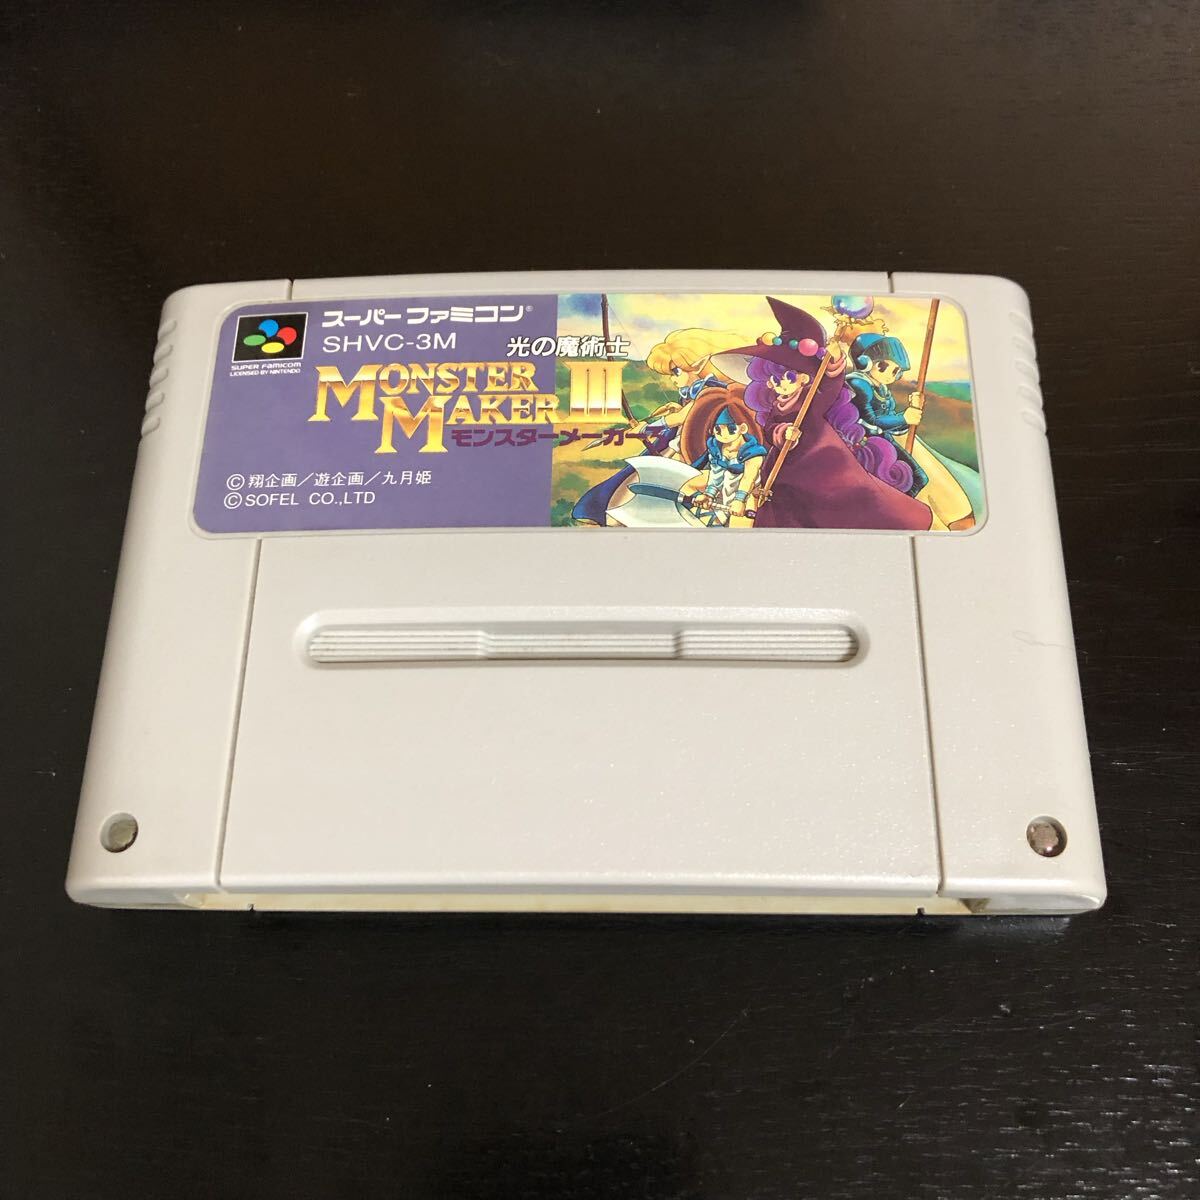 スーパーファミコン®
SHVC-3M
SUPER FAMICOM
LICENSED BY NINTENDO
光の魔術士
MONSTER MAKER III
モンスターメーカー3
©翔企画/遊企画/九月姫
©SOFEL CO.,LTD